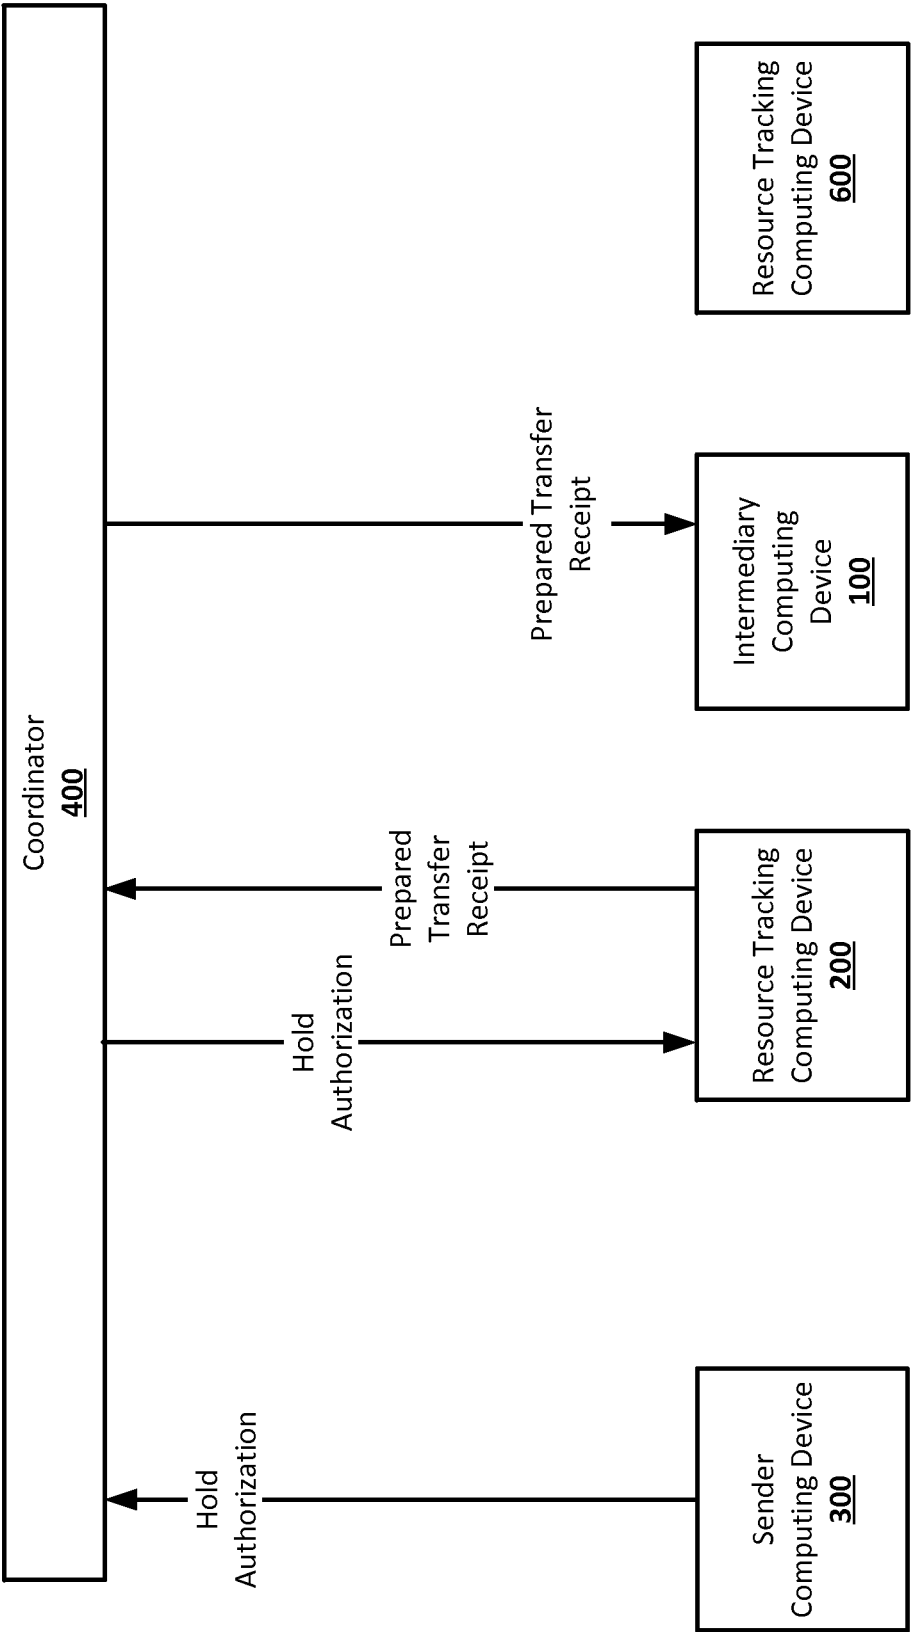 Coordinator
400
Hold
Authorization
Hold
Authorization
Prepared
Transfer
Receipt
Prepared Transfer
Receipt
Sender
Computing Device
300
Resource Tracking
Computing Device
200
Intermediary
Computing
Device
100
Resource Tracking
Computing Device
600